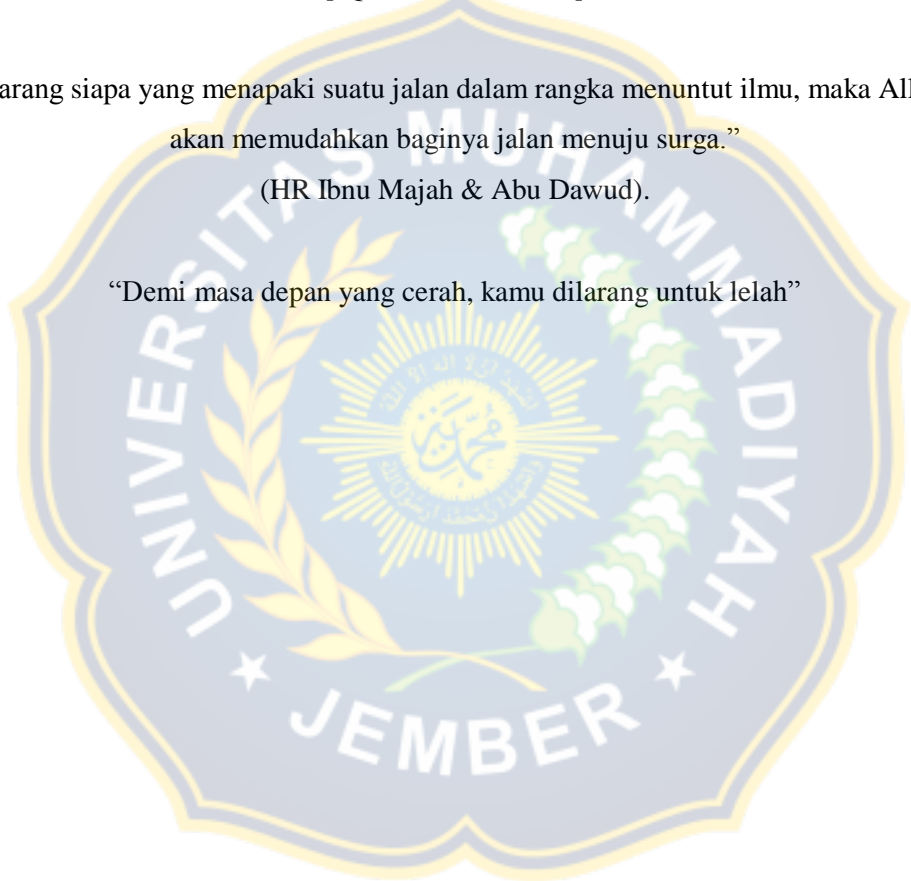 arang siapa yang menapaki suatu jalan dalam rangka menuntut ilmu, maka All
akan memudahkan baginya jalan menuju surga.”
(HR Ibnu Majah & Abu Dawud).
“Demi masa depan yang cerah, kamu dilarang untuk lelah”
UNIVERSITAS MUHAMMADIYAH
JEMBER